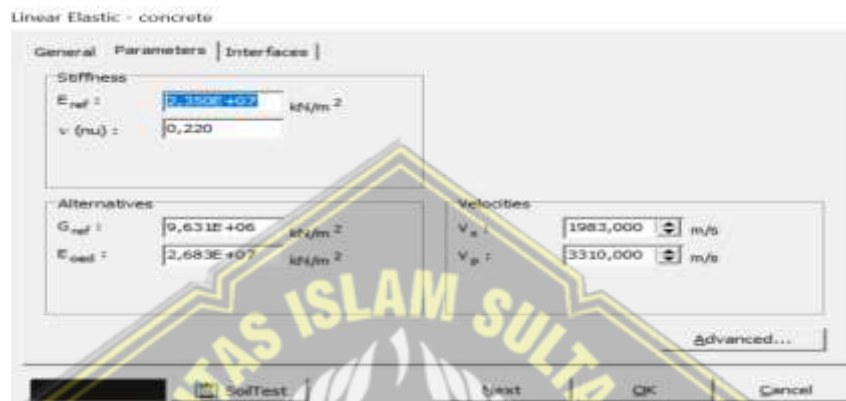 Linear Elastic - concrete
General Parameters Interfaces
Stiffness
E ref : 2,350E+07 kN/m 2
ν (nu) : 0,220
Alternatives
G ref : 9,631E+06 kN/m 2
E oed : 2,683E+07 kN/m 2
Velocities
V s : 1983,000 m/s
V p : 3310,000 m/s
ISLAM SUL
Advanced...
SoilTest
Next
OK
Cancel